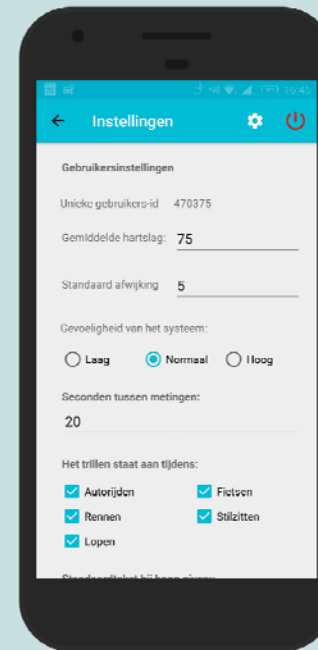 16:45
Instellingen
Gebruikersinstellingen
Unieke gebruikers-id 470375
Gemiddelde hartslag: 75
Standaard afwijking 5
Gevoeligheid van het systeem:
Laag Normaal Hoog
Seconden tussen metingen:
20
Het trillen staat aan tijdens:
Autorijden Fietsen
Rennen Stilzitten
Lopen